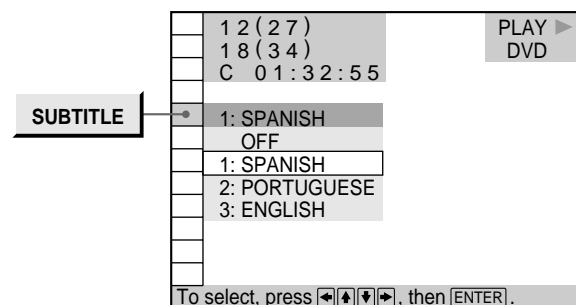 12(27)
18(34)
C 01:32:55
PLAY ▶
DVD
SUBTITLE
1: SPANISH
OFF
1: SPANISH
2: PORTUGUESE
3: ENGLISH
To select, press ←↑↓→, then ENTER.